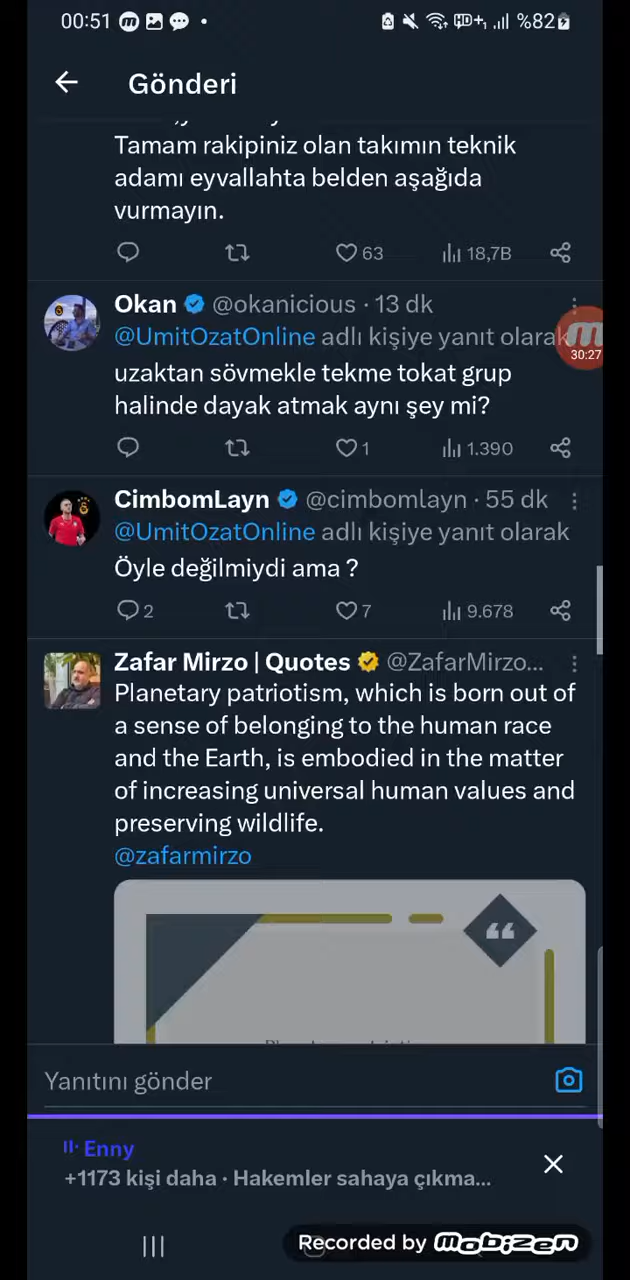 00:51 %82
Gönderi
Tamam rakipiniz olan takımın teknik
adamı eyvallahta belden aşağıda
vurmayın.
63 18,7B
Okan @okanicious · 13 dk
@UmitOzatOnline adlı kişiye yanıt olarak
30:27
uzaktan sövmekle tekme tokat grup
halinde dayak atmak aynı şey mi?
1 1.390
CimbomLayn @cimbomlayn · 55 dk
@UmitOzatOnline adlı kişiye yanıt olarak
Öyle değilmiydi ama ?
2 7 9.678
Zafar Mirzo | Quotes @ZafarMirzo...
Planetary patriotism, which is born out of
a sense of belonging to the human race
and the Earth, is embodied in the matter
of increasing universal human values and
preserving wildlife.
@zafarmirzo
Yanıtını gönder
Enny
+1173 kişi daha · Hakemler sahaya çıkma...
Recorded by mobizen